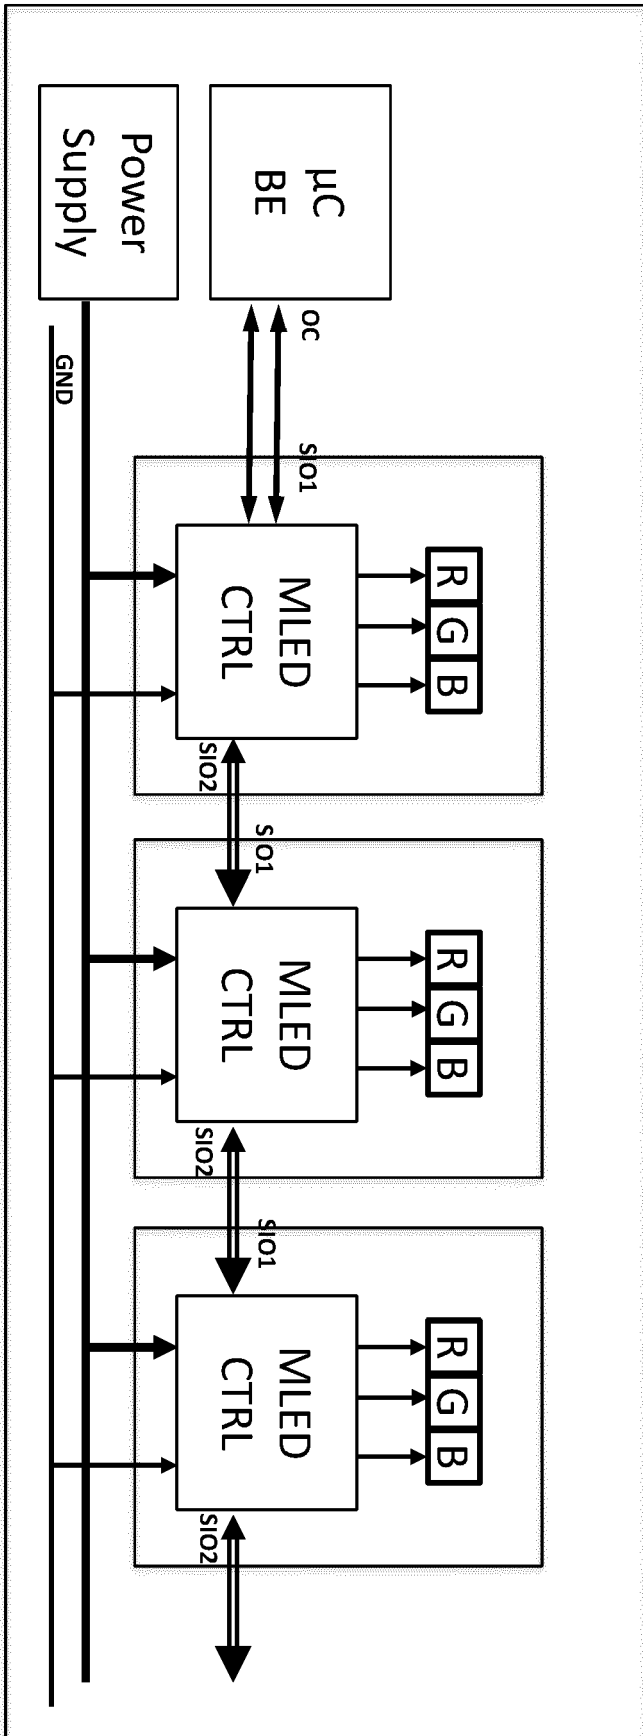 µC
BE
Power
Supply
OC
GND
SIO1
R G B
MLED
CTRL
SIO2
SIO1
R G B
MLED
CTRL
SIO2
SIO1
R G B
MLED
CTRL
SIO2